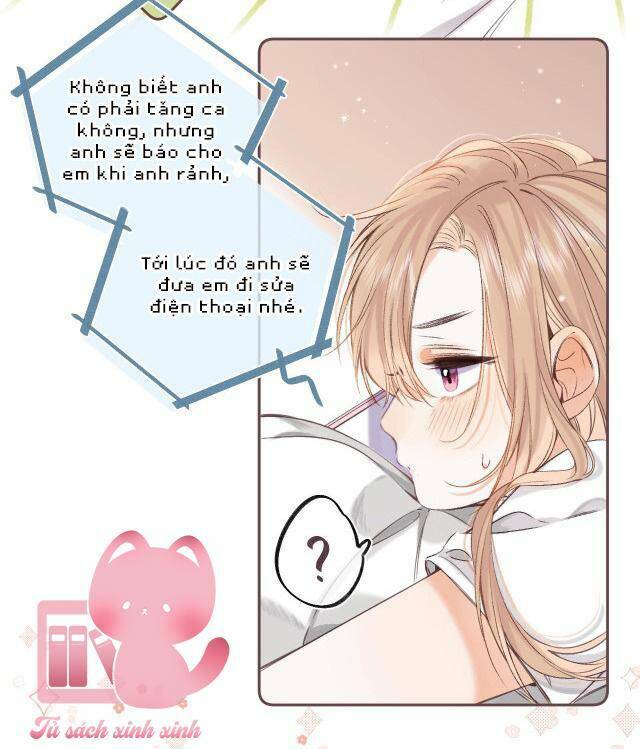 Không biết anh
có phải tăng ca
không, nhưng
anh sẽ báo cho
em khi anh rảnh,
Tới lúc đó anh sẽ
đưa em đi sửa
điện thoại nhé.
?
Tủ sách xinh xinh